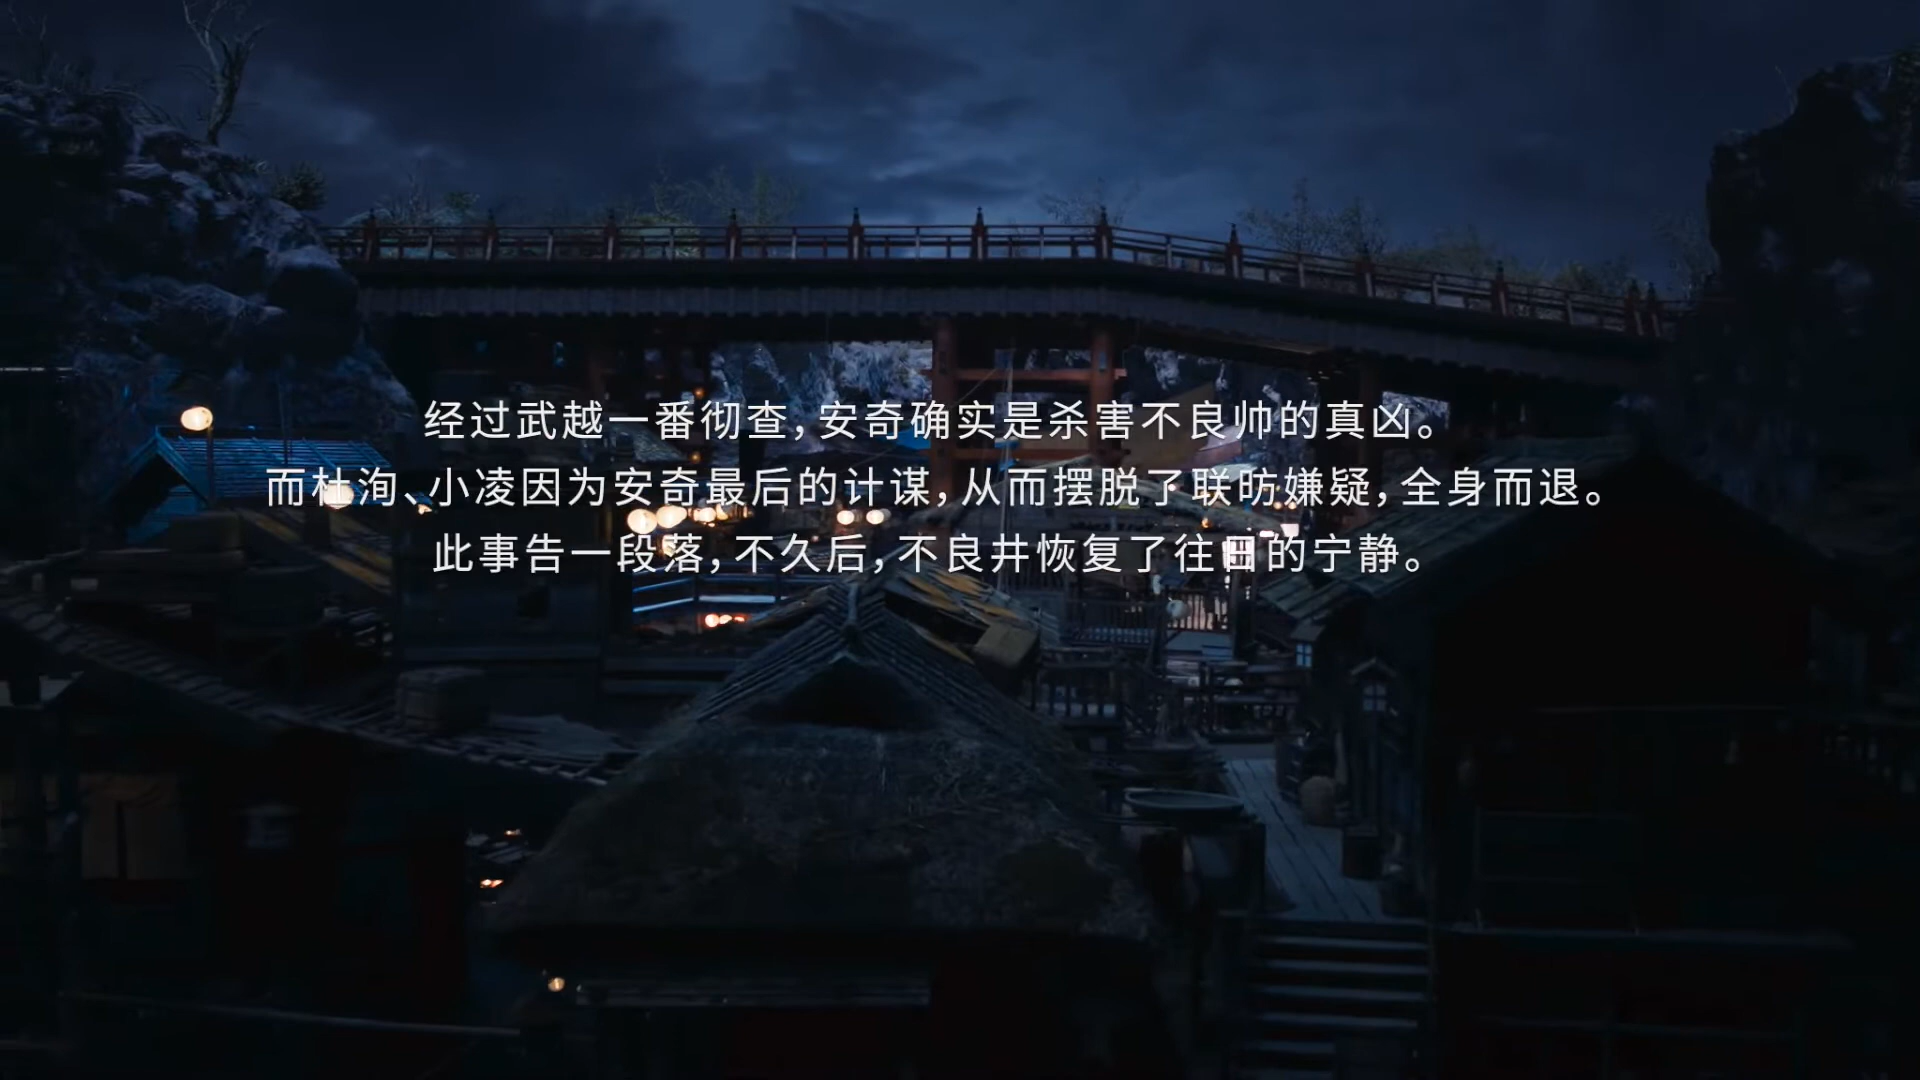 经过武越一番彻查，安奇确实是杀害不良帅的真凶。
而杜洵、小凌因为安奇最后的计谋，从而摆脱了联昉嫌疑，全身而退。
此事告一段落，不久后，不良井恢复了往日的宁静。